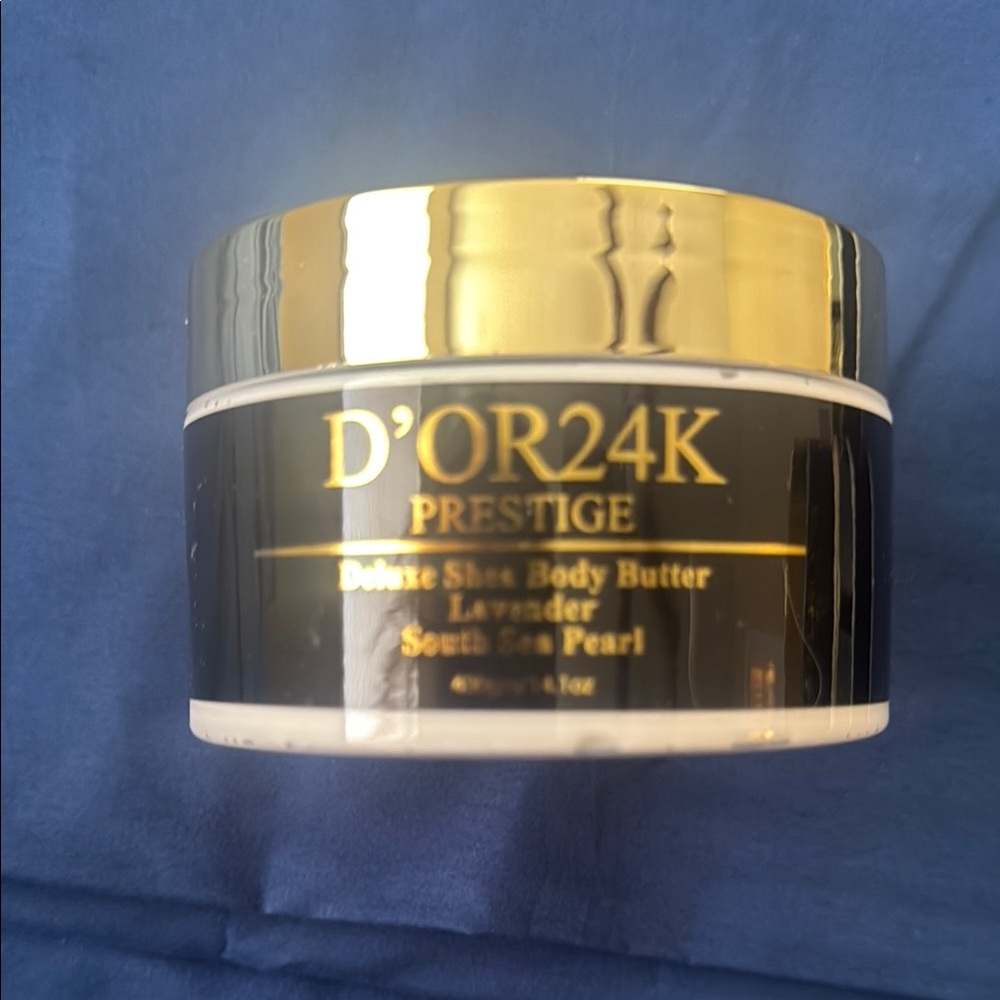 D'OR24K
PRESTIGE
Deluxe Shea Body Butter
Lavender
South Sea Pearl